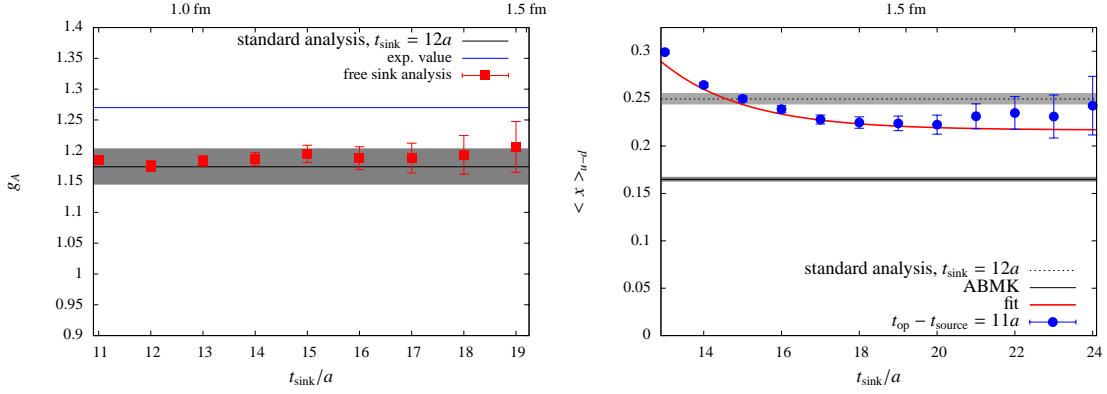 1.0 fm 1.5 fm
1.4
1.35
1.3
1.25
1.2
1.15
1.1
1.05
1
0.95
0.9
g_A
standard analysis, t_sink = 12a
exp. value
free sink analysis
11 12 13 14 15 16 17 18 19
t_sink/a
1.5 fm
0.3
0.25
0.2
0.15
0.1
0.05
0
< x >_{u−d}
standard analysis, t_sink = 12a
ABMK
fit
t_op − t_source = 11a
14 16 18 20 22 24
t_sink/a